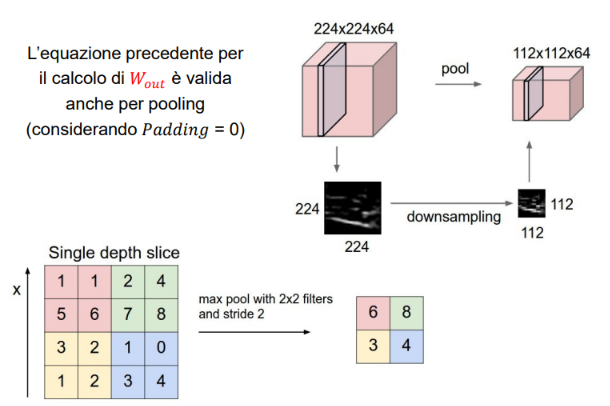 L'equazione precedente per
il calcolo di W_out è valida
anche per pooling
(considerando Padding = 0)
224x224x64
pool
112x112x64
224
224
downsampling
112
112
Single depth slice
x
1 1 2 4
5 6 7 8
3 2 1 0
1 2 3 4
max pool with 2x2 filters
and stride 2
6 8
3 4